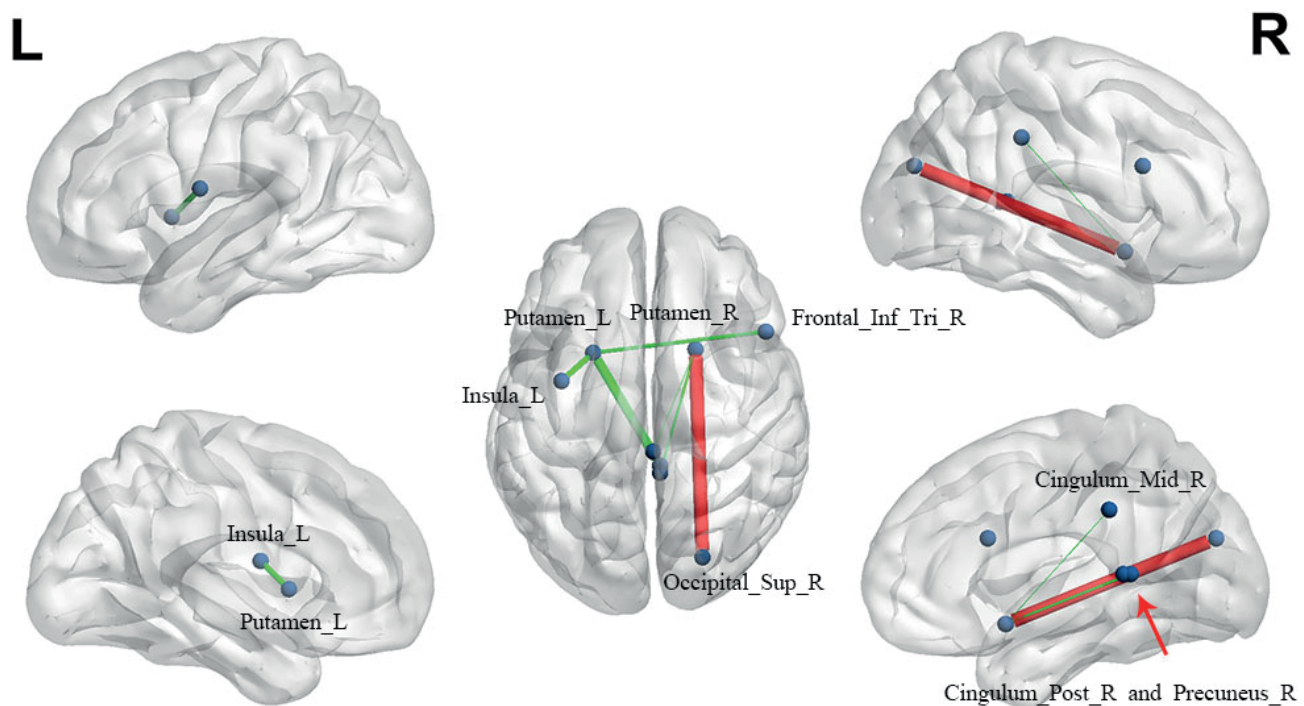 L
R
Putamen_L
Putamen_R
Frontal_Inf_Tri_R
Insula_L
Occipital_Sup_R
Insula_L
Putamen_L
Cingulum_Mid_R
Cingulum_Post_R and Precuneus_R